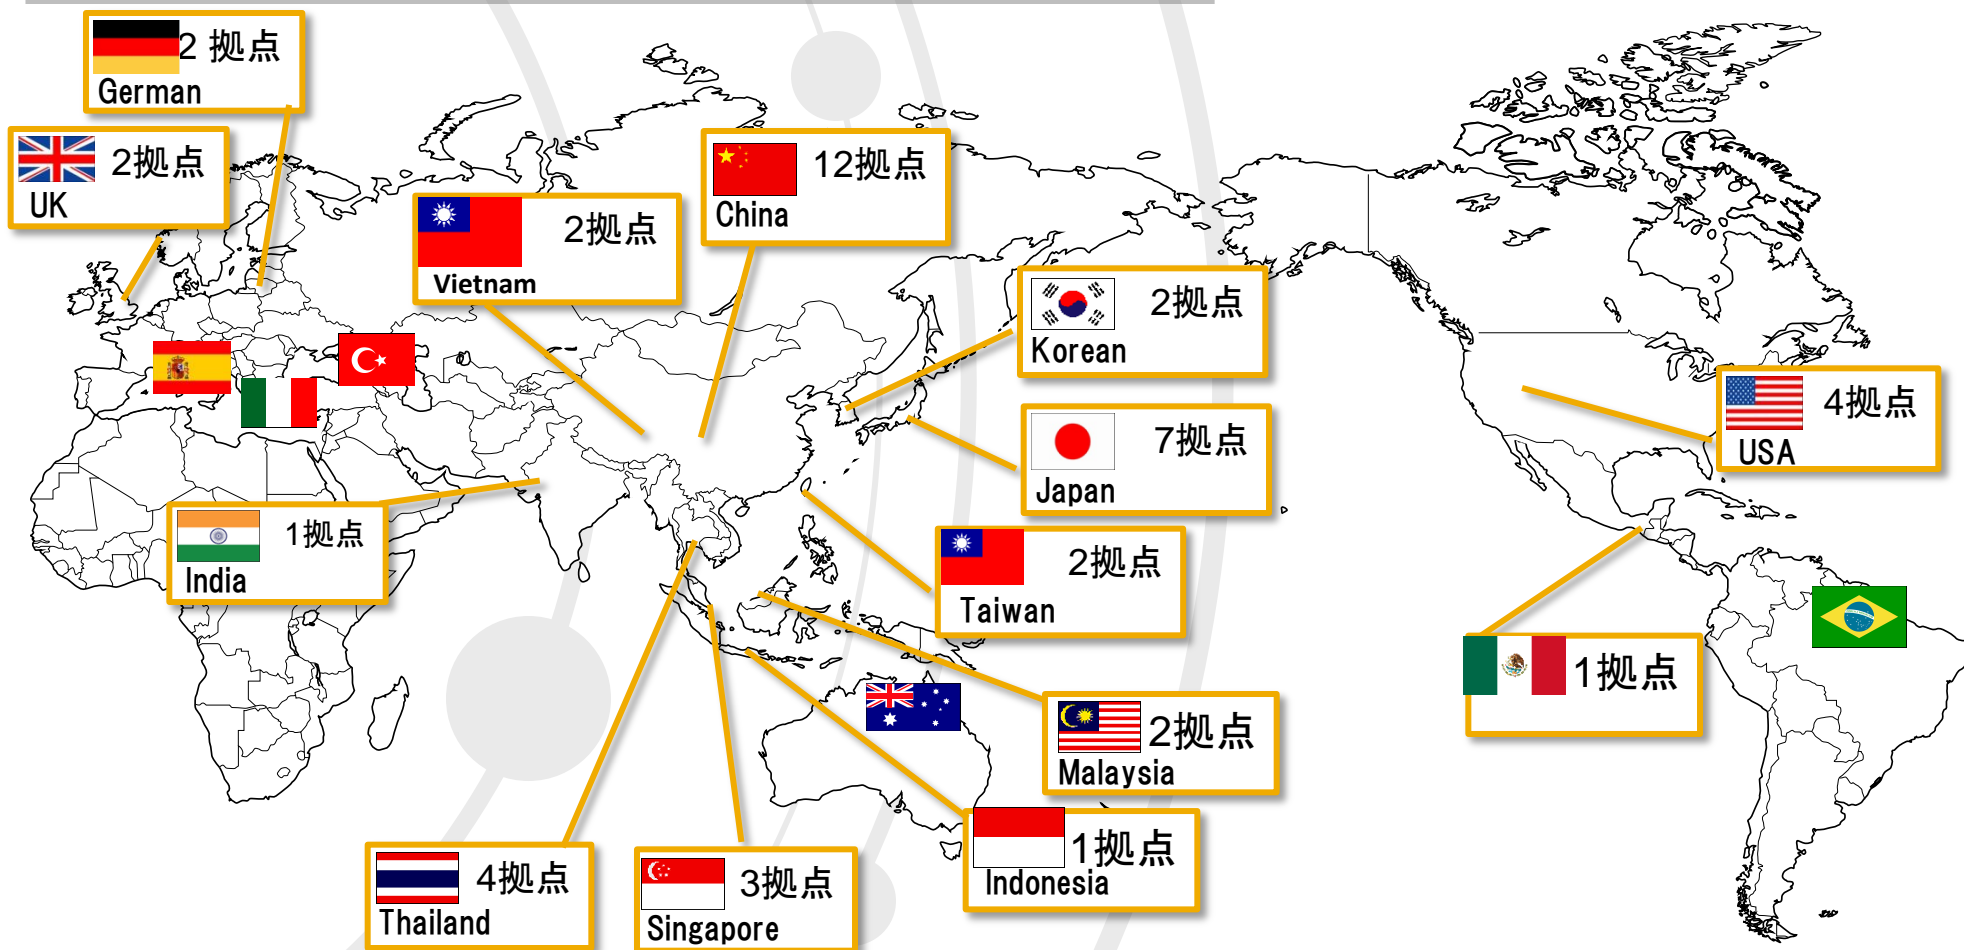 2 拠点
German
2拠点
UK
2拠点
Vietnam
12拠点
China
2拠点
Korean
7拠点
Japan
4拠点
USA
1拠点
India
2拠点
Taiwan
1拠点
2拠点
Malaysia
1拠点
Indonesia
4拠点
Thailand
3拠点
Singapore